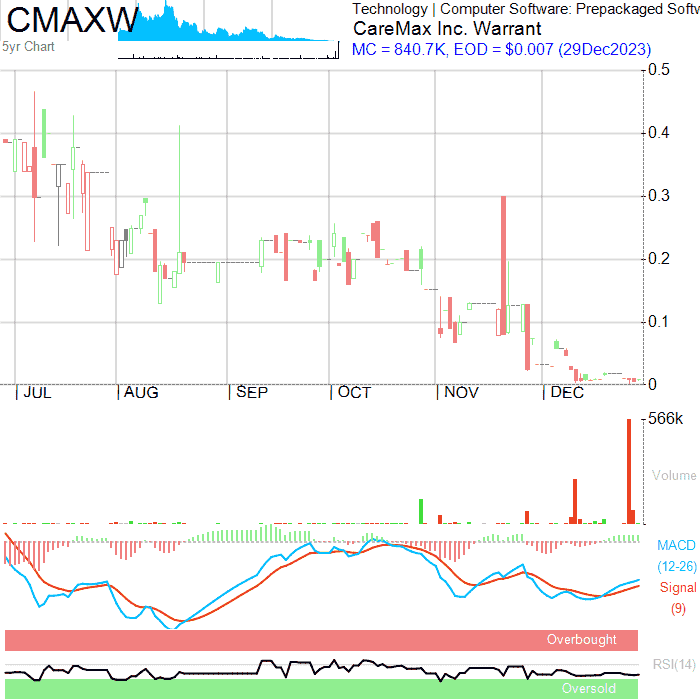 CMAXW
5yr Chart
Technology | Computer Software: Prepackaged Softw
CareMax Inc. Warrant
MC = 840.7K, EOD = $0.007 (29Dec2023)
0.5
0.4
0.3
0.2
0.1
0
JUL AUG SEP OCT NOV DEC
566k
Volume
MACD
(12-26)
Signal
(9)
Overbought
RSI(14)
Oversold